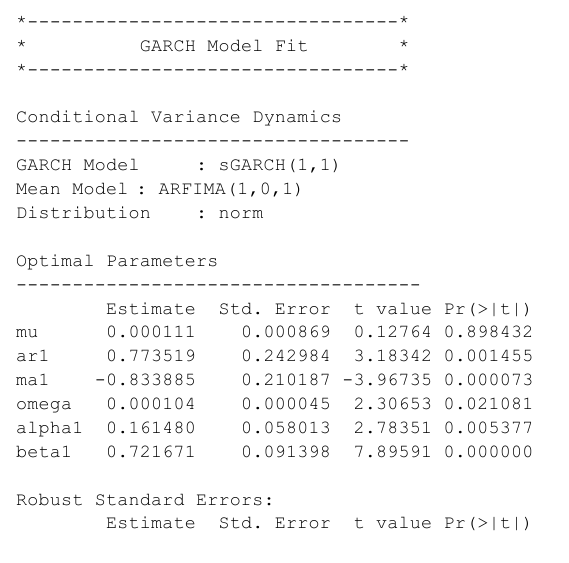 *---------------------------------*
*          GARCH Model Fit        *
*---------------------------------*
Conditional Variance Dynamics
-----------------------------------
GARCH Model     : sGARCH(1,1)
Mean Model : ARFIMA(1,0,1)
Distribution    : norm
Optimal Parameters
------------------------------------
        Estimate  Std. Error  t value Pr(>|t|)
mu      0.000111    0.000869  0.12764 0.898432
ar1     0.773519    0.242984  3.18342 0.001455
ma1    -0.833885    0.210187 -3.96735 0.000073
omega   0.000104    0.000045  2.30653 0.021081
alpha1  0.161480    0.058013  2.78351 0.005377
beta1   0.721671    0.091398  7.89591 0.000000
Robust Standard Errors:
        Estimate  Std. Error  t value Pr(>|t|)